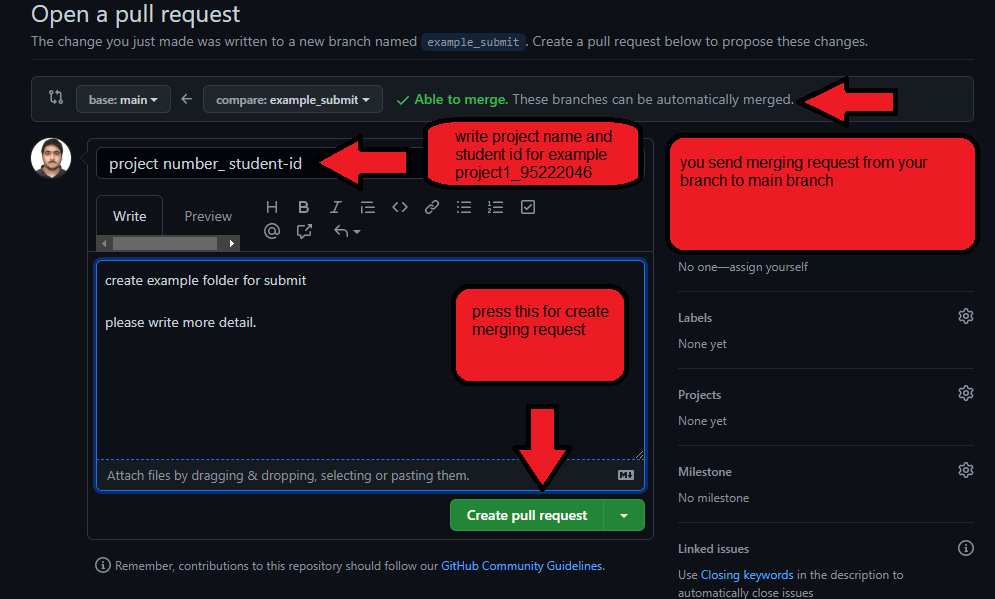 Open a pull request
The change you just made was written to a new branch named example_submit. Create a pull request below to propose these changes.
base: main
compare: example_submit
Able to merge. These branches can be automatically merged.
project number_ student-id
write project name and
student id for example
project1_95222046
you send merging request from your
branch to main branch
Write
Preview
H B I
No one—assign yourself
create example folder for submit
please write more detail.
press this for create
merging request
Labels
None yet
Projects
None yet
Milestone
No milestone
Attach files by dragging & dropping, selecting or pasting them.
Create pull request
Remember, contributions to this repository should follow our GitHub Community Guidelines.
Linked issues
Use Closing keywords in the description to
automatically close issues